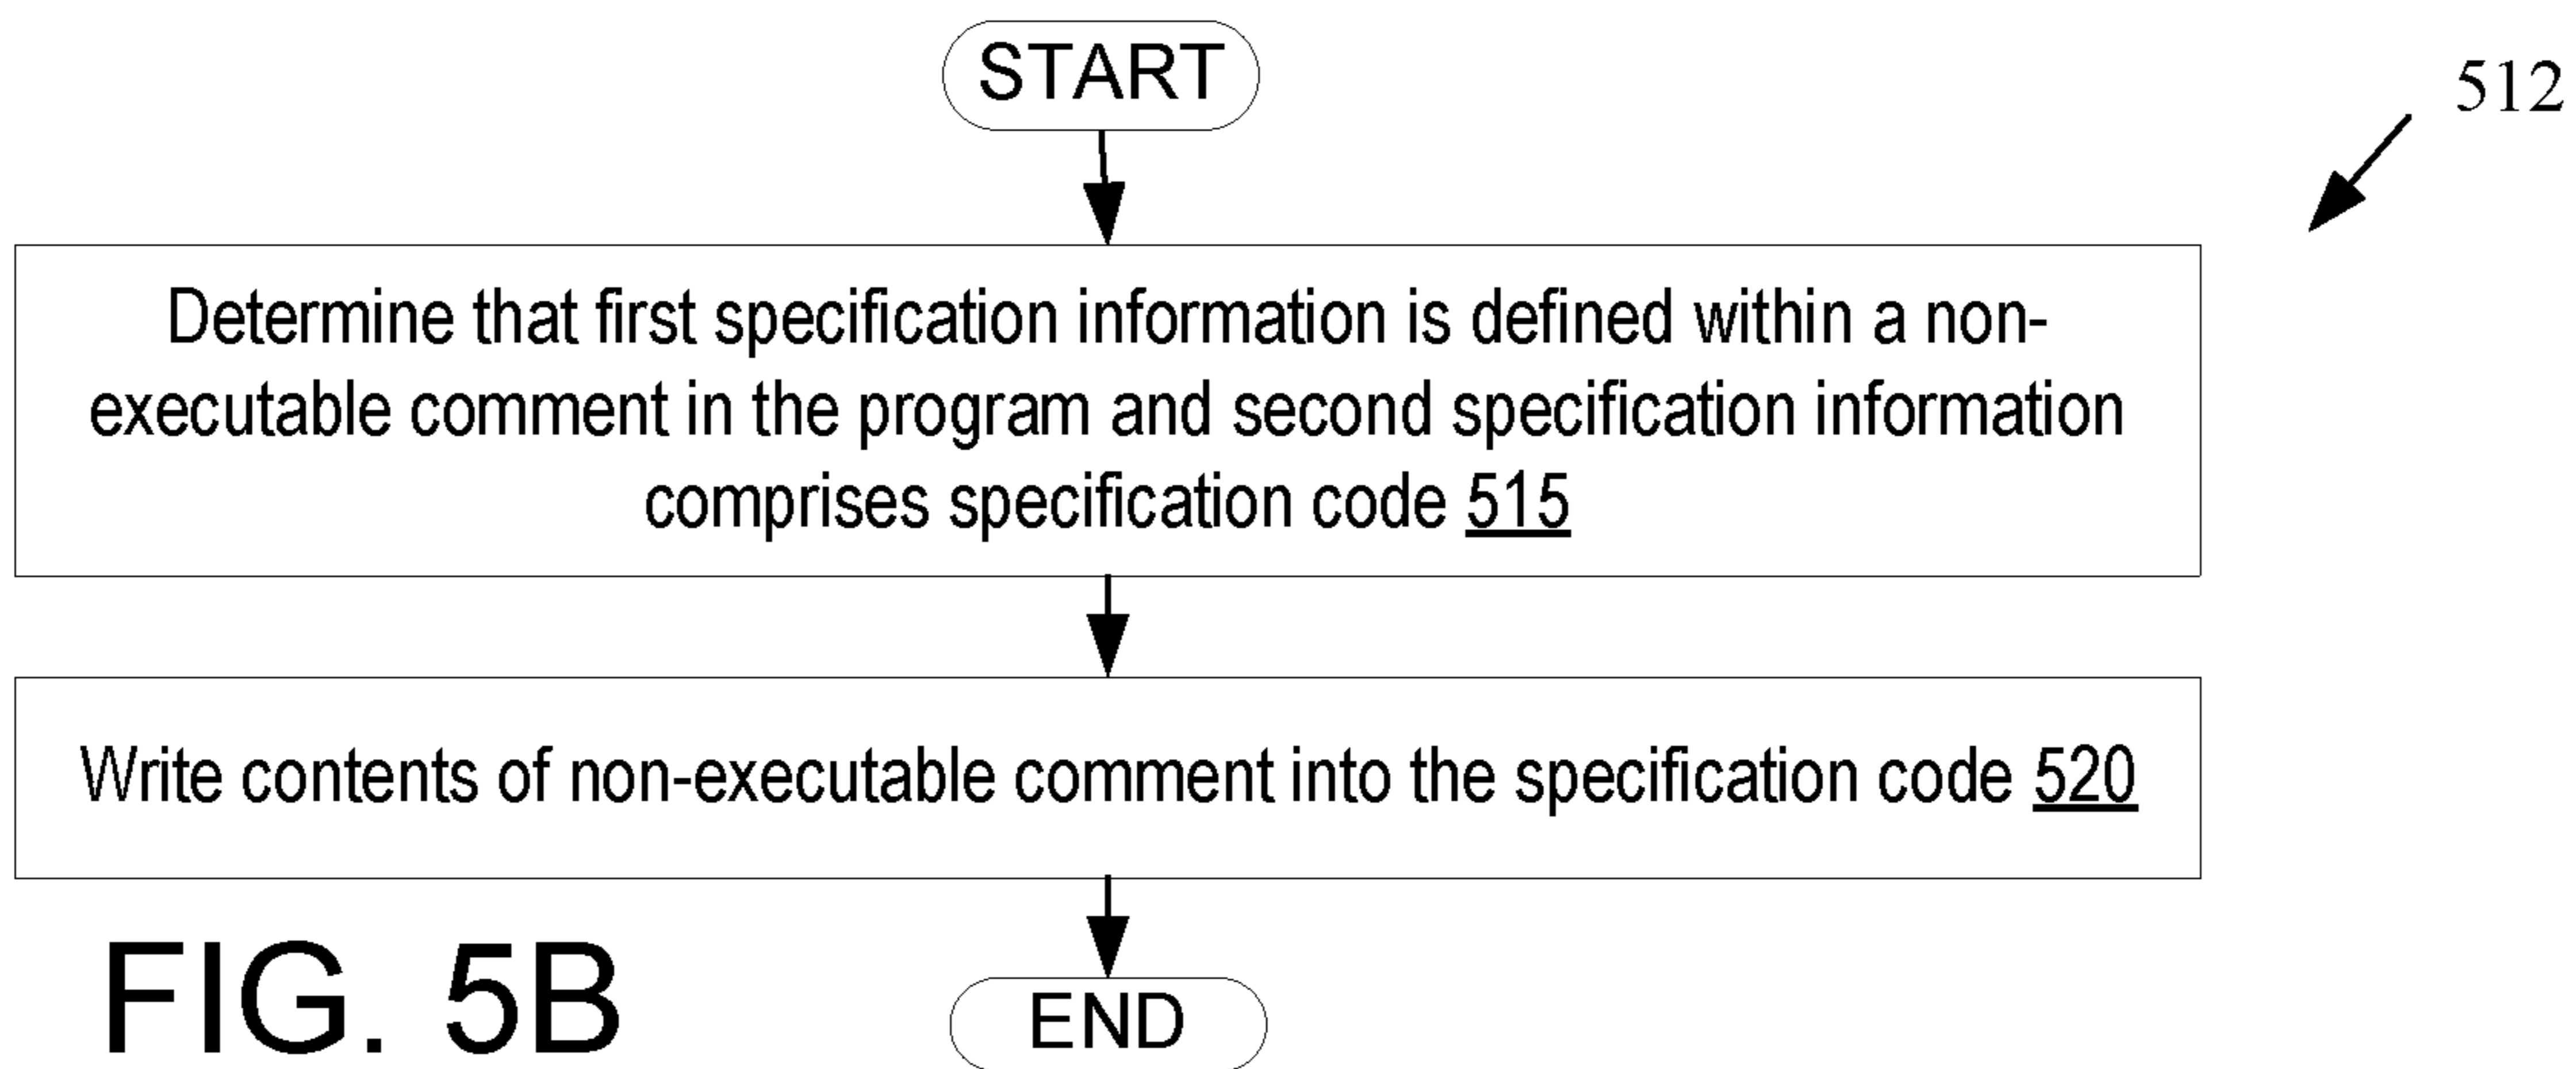 START
512
Determine that first specification information is defined within a non-
executable comment in the program and second specification information
comprises specification code 515
Write contents of non-executable comment into the specification code 520
FIG. 5B
END